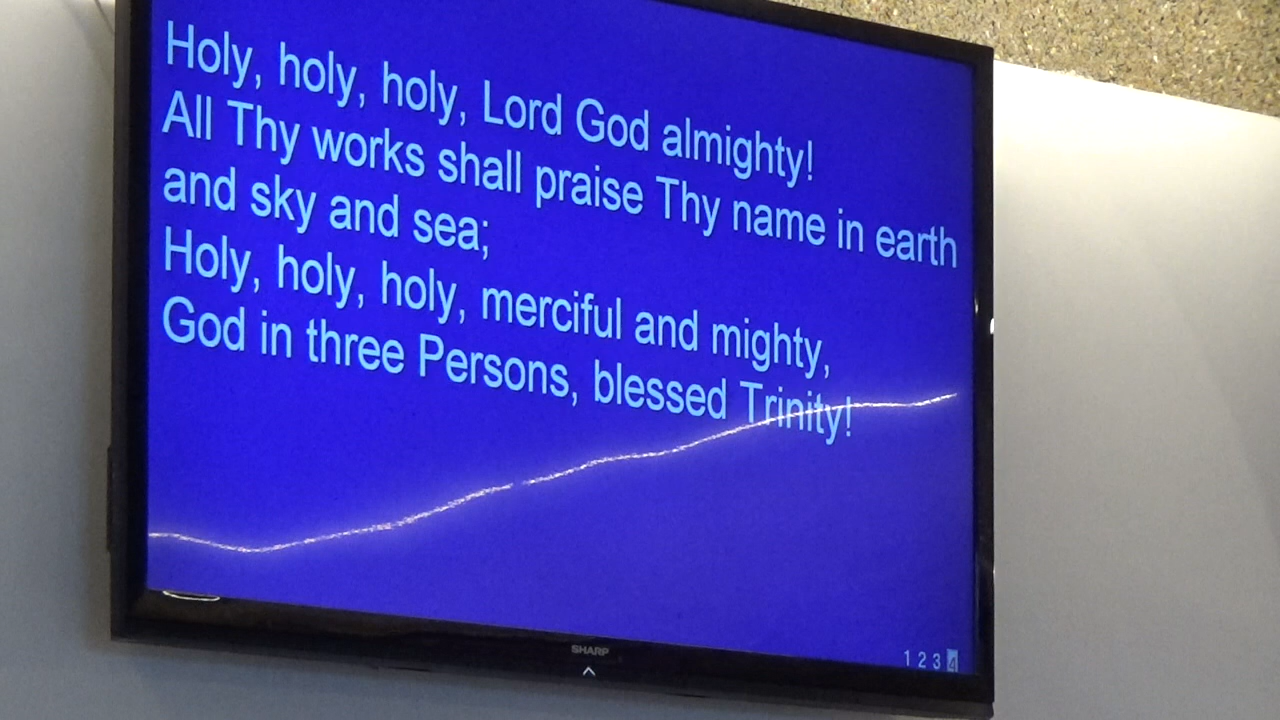 Holy, holy, holy, Lord God almighty!
All Thy works shall praise Thy name in earth
and sky and sea;
Holy, holy, holy, merciful and mighty,
God in three Persons, blessed Trinity!
1 2 3 4
SHARP